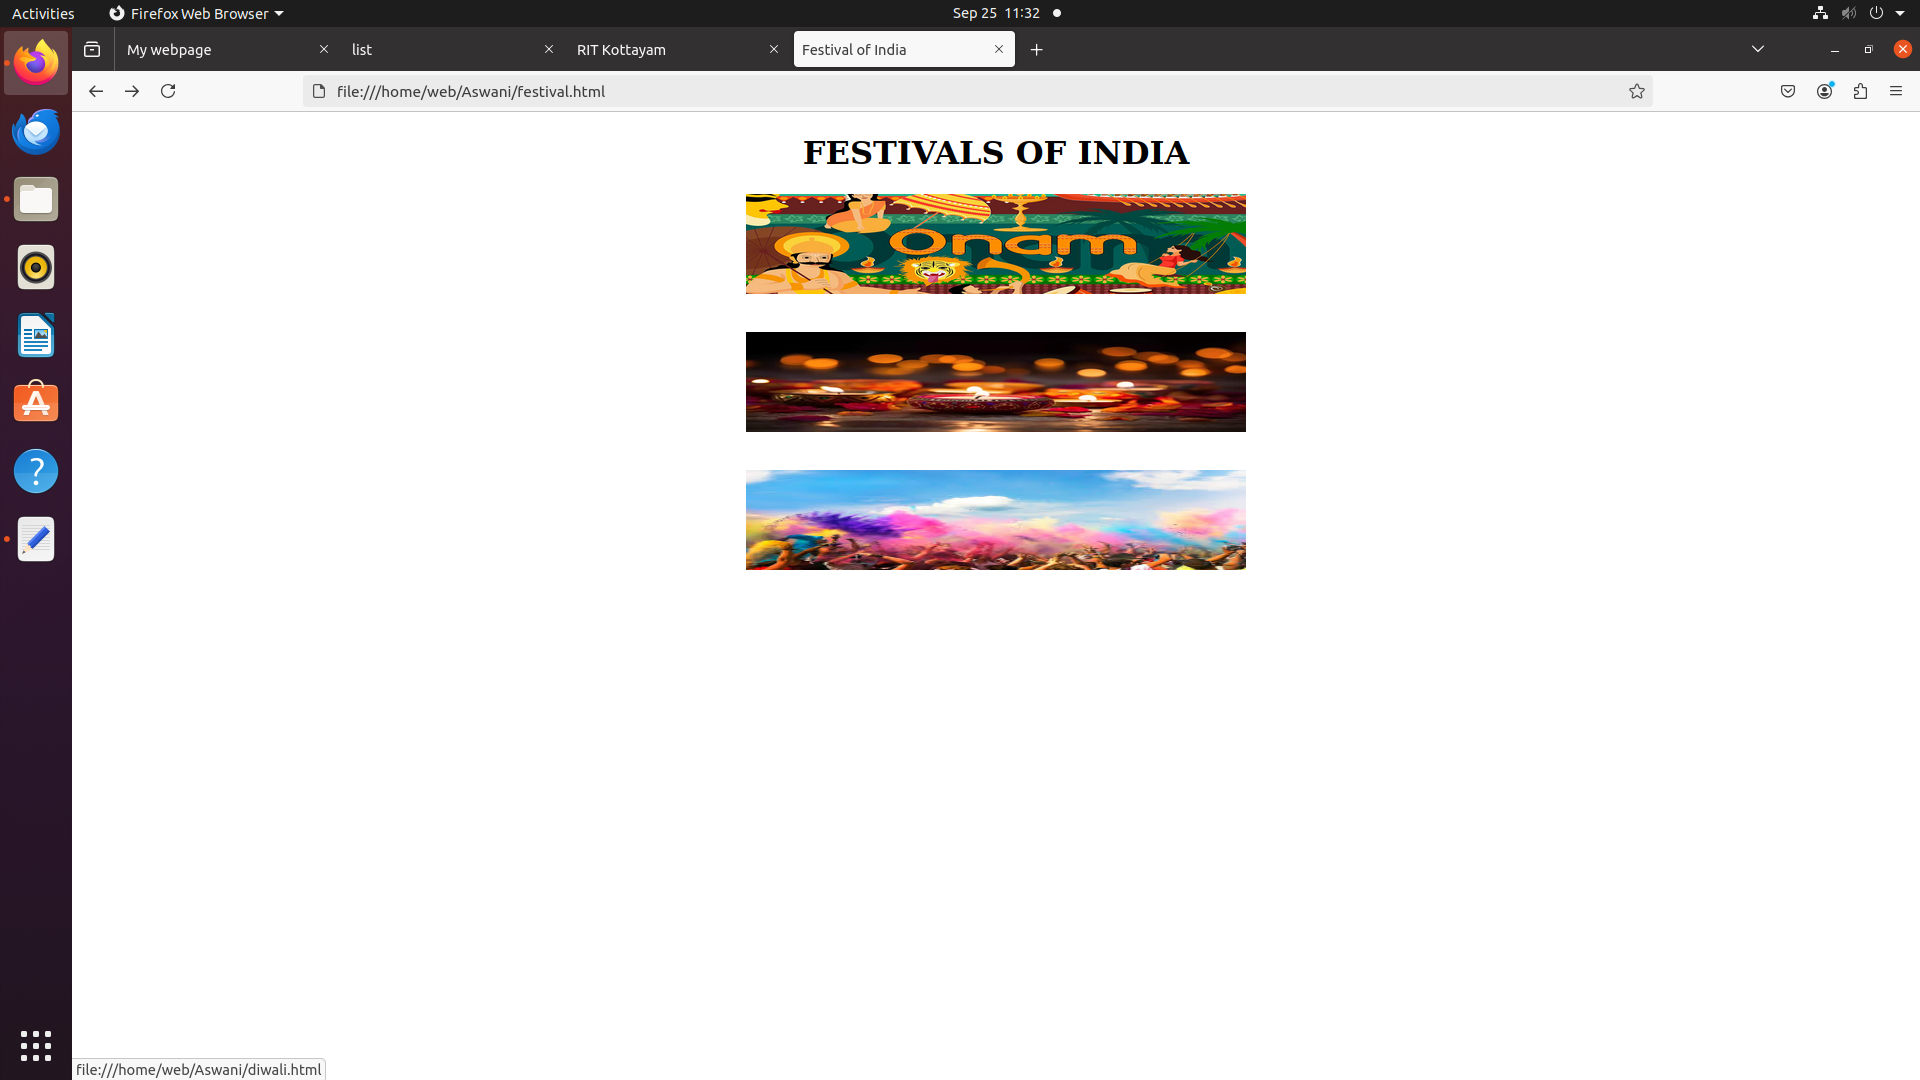 Activities
Firefox Web Browser
Sep 25 11:32
My webpage
list
RIT Kottayam
Festival of India
file:///home/web/Aswani/festival.html
FESTIVALS OF INDIA
Onam
file:///home/web/Aswani/diwali.html